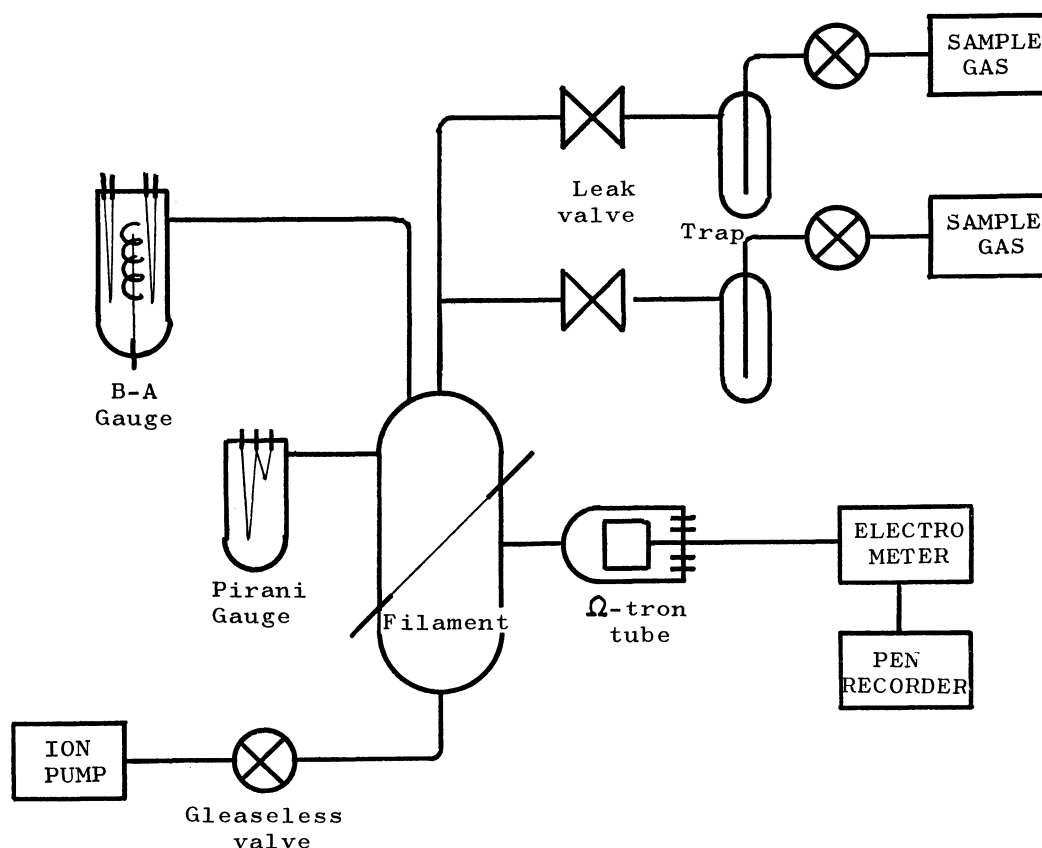 SAMPLE
GAS
Leak
valve
Trap
SAMPLE
GAS
B-A
Gauge
Pirani
Gauge
Filament
Ω-tron
tube
ELECTRO
METER
PEN
RECORDER
ION
PUMP
Gleaseless
valve